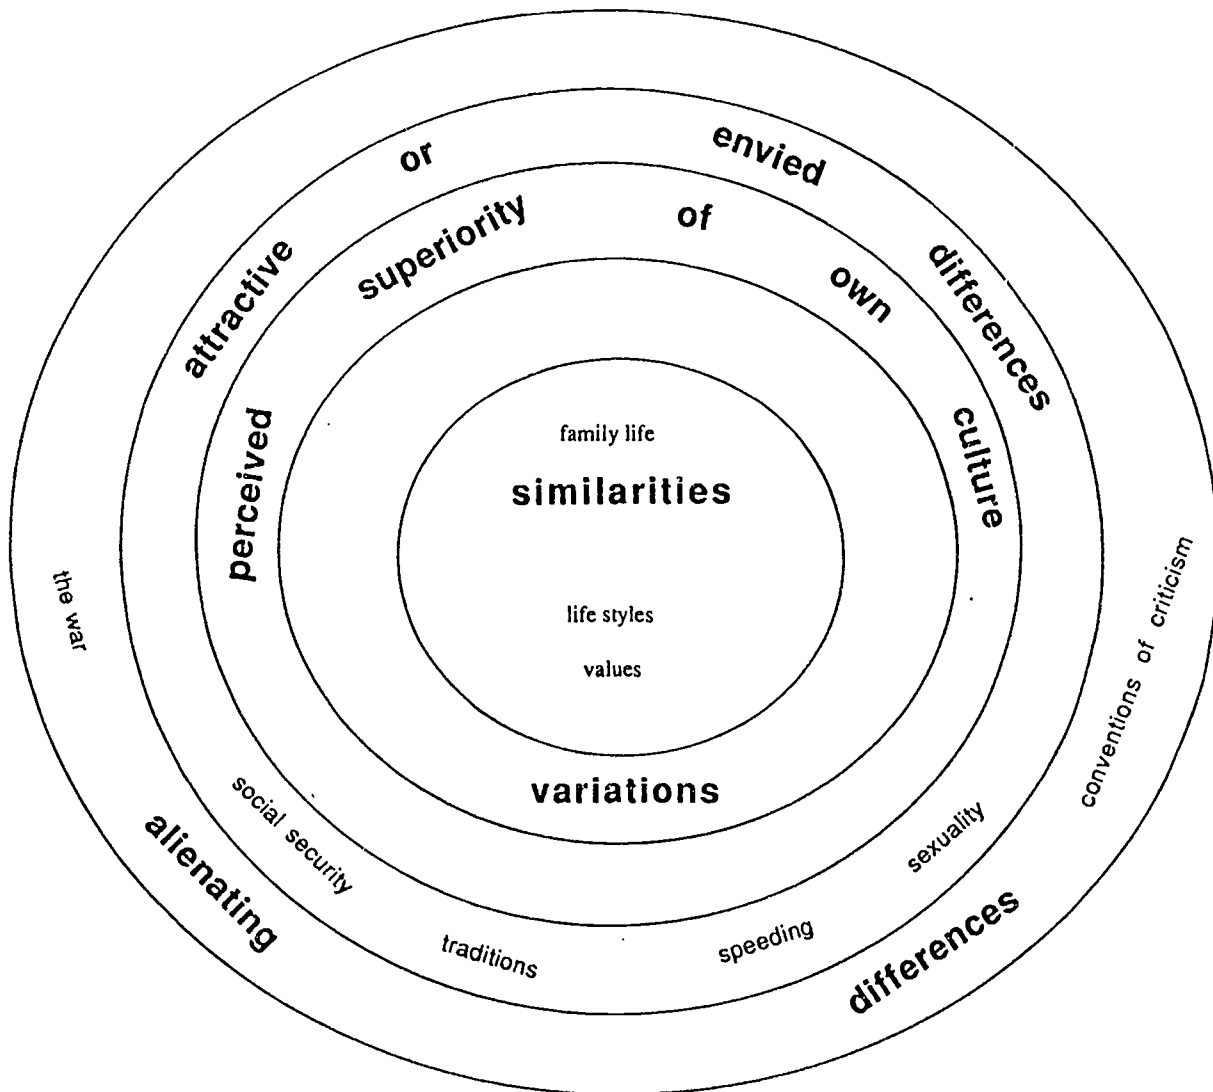 attractive or envied differences
perceived superiority of own culture
family life
similarities
life styles
values
variations
social security
traditions
speeding
sexuality
the war
conventions of criticism
alienating differences